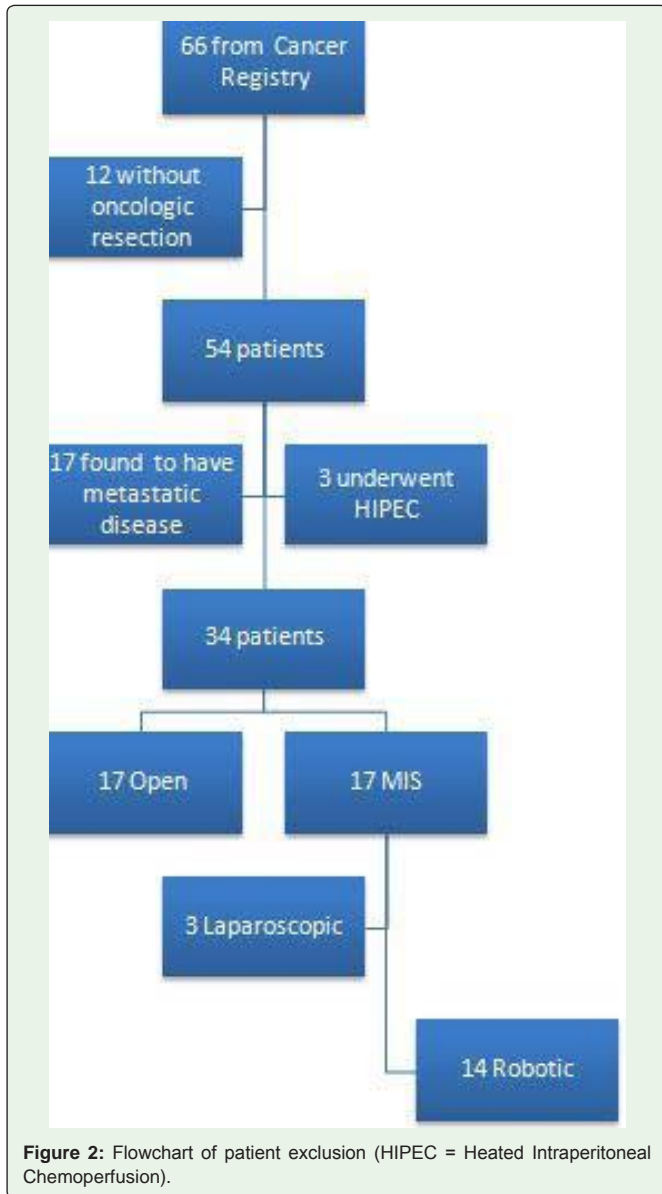 66 from Cancer
Registry
12 without
oncologic
resection
54 patients
17 found to have
metastatic
disease
3 underwent
HIPEC
34 patients
17 Open
17 MIS
3 Laparoscopic
14 Robotic
Figure 2: Flowchart of patient exclusion (HIPEC = Heated Intraperitoneal
Chemoperfusion).